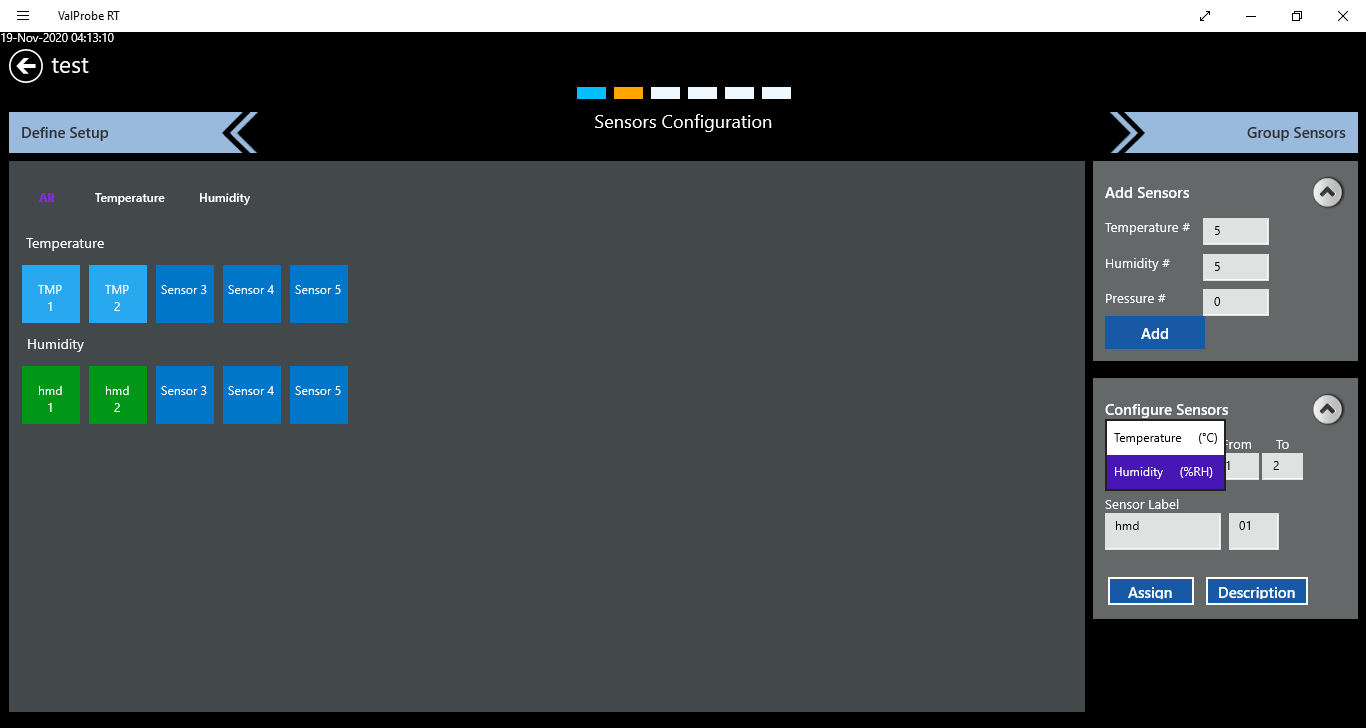 ValProbe RT
19-Nov-2020 04:13:10
test
Define Setup
Sensors Configuration
Group Sensors
All
Temperature
Humidity
Temperature
TMP
1
TMP
2
Sensor 3
Sensor 4
Sensor 5
Humidity
hmd
1
hmd
2
Sensor 3
Sensor 4
Sensor 5
Add Sensors
Temperature #
5
Humidity #
5
Pressure #
0
Add
Configure Sensors
Temperature (°C)
Humidity (%RH)
From
To
1
2
Sensor Label
hmd
01
Assign
Description